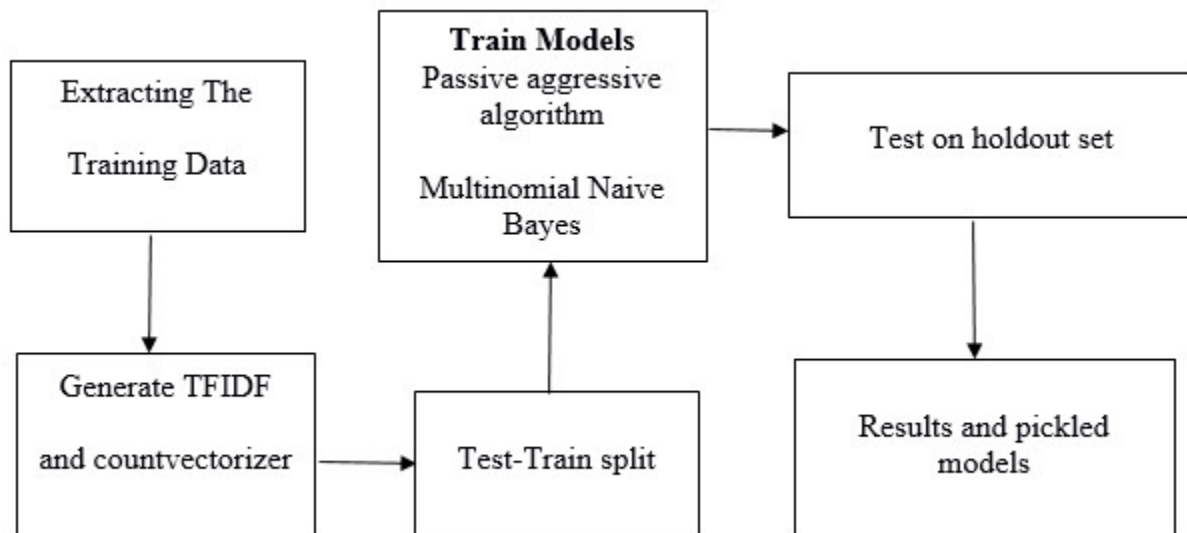 Extracting The
Training Data
Generate TFIDF
and countvectorizer
Test-Train split
Train Models
Passive aggressive
algorithm
Multinomial Naive
Bayes
Test on holdout set
Results and pickled
models